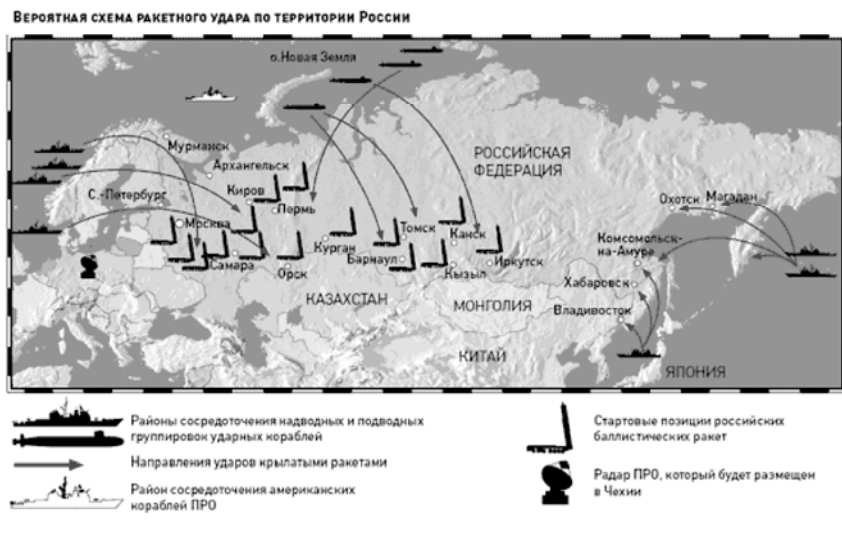 Вероятная схема ракетного удара по территории России
о.Новая Земля
Мурманск
Архангельск
РОССИЙСКАЯ
ФЕДЕРАЦИЯ
С.-Петербург
Киров
Пермь
Охотск
Магадан
Москва
Томск
Канск
Курган
Комсомольск-
на-Амуре
Самара
Орск
Барнаул
Кызыл
Иркутск
Хабаровск
КАЗАХСТАН
МОНГОЛИЯ
Владивосток
КИТАЙ
ЯПОНИЯ
Районы сосредоточения надводных и подводных
группировок ударных кораблей
Направления ударов крылатыми ракетами
Район сосредоточения американских
кораблей ПРО
Стартовые позиции российских
баллистических ракет
Радар ПРО, который будет размещен
в Чехии